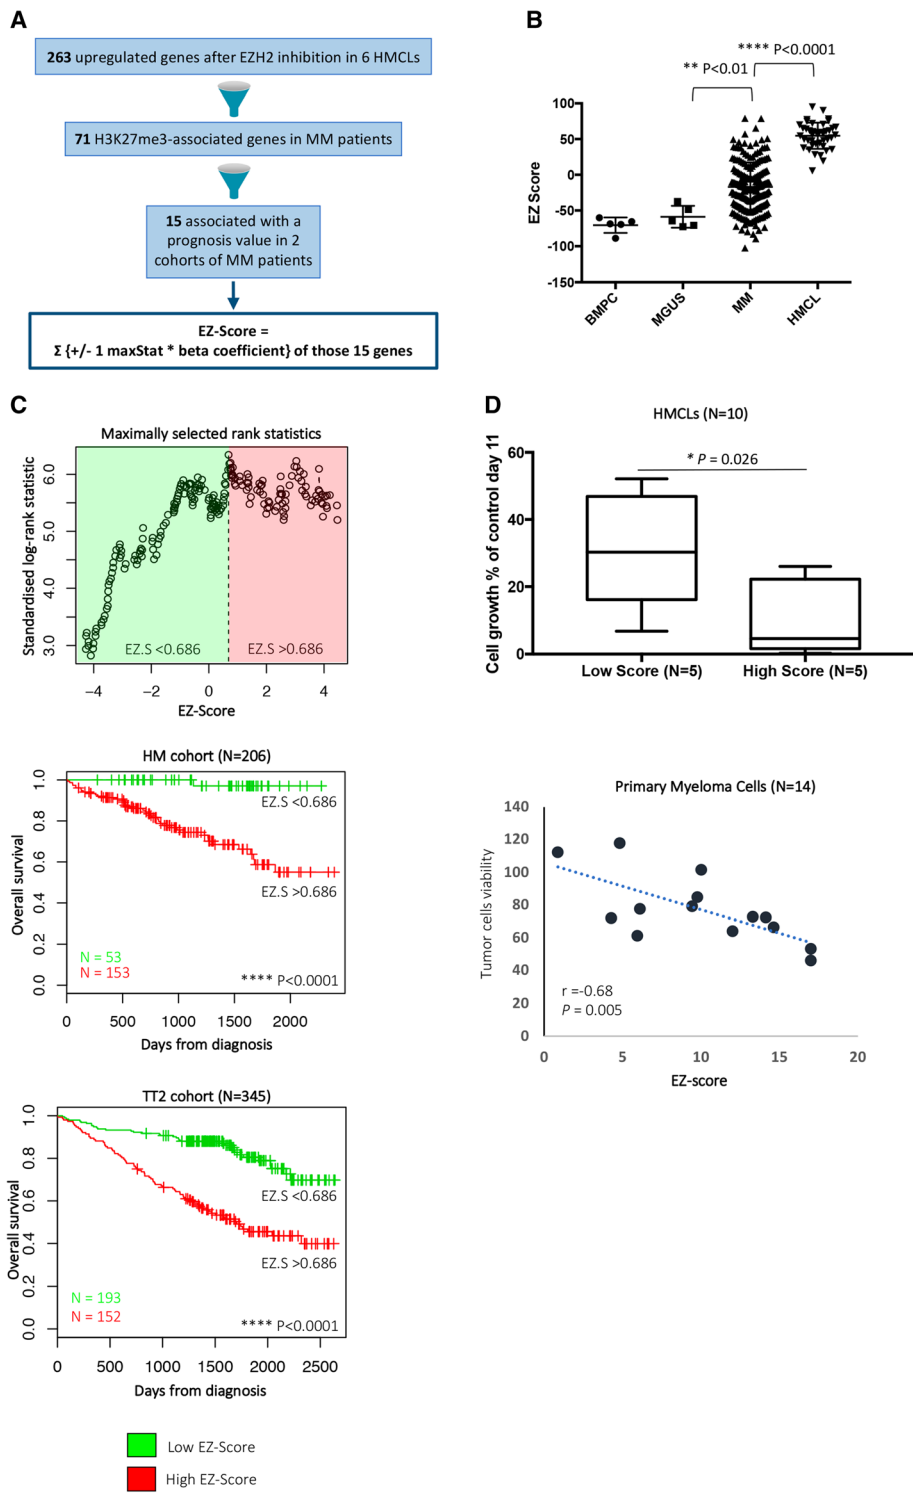 A
263 upregulated genes after EZH2 inhibition in 6 HMCLs
71 H3K27me3-associated genes in MM patients
15 associated with a
prognosis value in 2
cohorts of MM patients
EZ-Score =
Σ {+/- 1 maxStat * beta coefficient} of those 15 genes
B
**** P<0.0001
** P<0.01
EZ Score
100
50
0
-50
-100
-150
BMPC
MGUS
MM
HMCL
C
Maximally selected rank statistics
Standardised log-rank statistic
6.0
5.0
4.0
3.0
EZ.S <0.686
EZ.S >0.686
−4
−2
0
2
4
EZ-Score
HM cohort (N=206)
Overall survival
1.0
0.8
0.6
0.4
0.2
0.0
EZ.S <0.686
EZ.S >0.686
N = 53
N = 153
**** P<0.0001
0
500
1000
1500
2000
Days from diagnosis
TT2 cohort (N=345)
Overall survival
1.0
0.8
0.6
0.4
0.2
0.0
EZ.S <0.686
EZ.S >0.686
N = 193
N = 152
**** P<0.0001
0
500
1000
1500
2000
2500
Days from diagnosis
Low EZ-Score
High EZ-Score
D
HMCLs (N=10)
Cell growth % of control day 11
60
40
20
0
* P = 0.026
Low Score (N=5)
High Score (N=5)
Primary Myeloma Cells (N=14)
Tumor cells viability
140
120
100
80
60
40
20
0
r =-0.68
P = 0.005
0
5
10
15
20
EZ-score